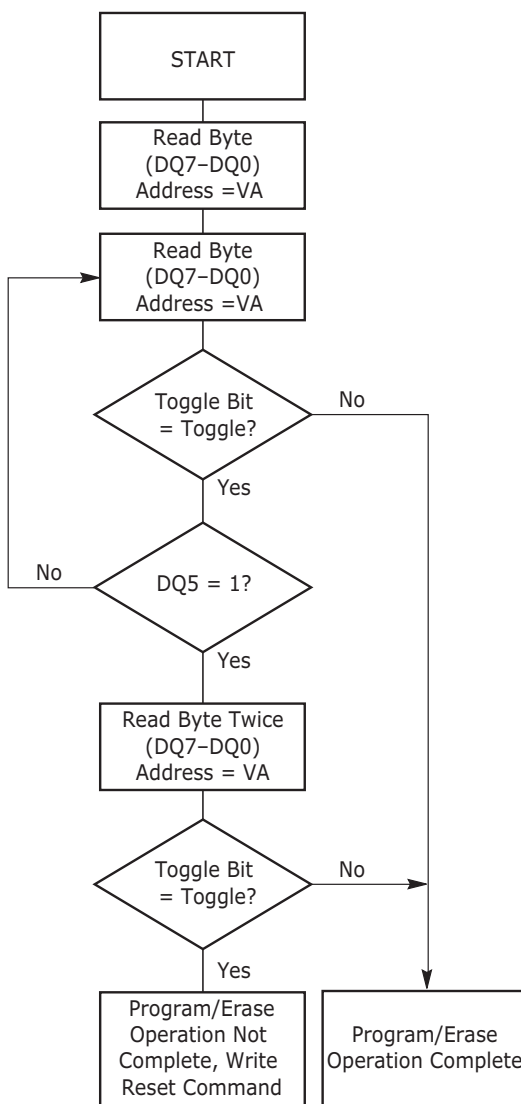 START
Read Byte
(DQ7–DQ0)
Address =VA
Read Byte
(DQ7–DQ0)
Address =VA
Toggle Bit
= Toggle?
No
Yes
No
DQ5 = 1?
Yes
Read Byte Twice
(DQ7–DQ0)
Address = VA
Toggle Bit
= Toggle?
No
Yes
Program/Erase
Operation Not
Complete, Write
Reset Command
Program/Erase
Operation Complete